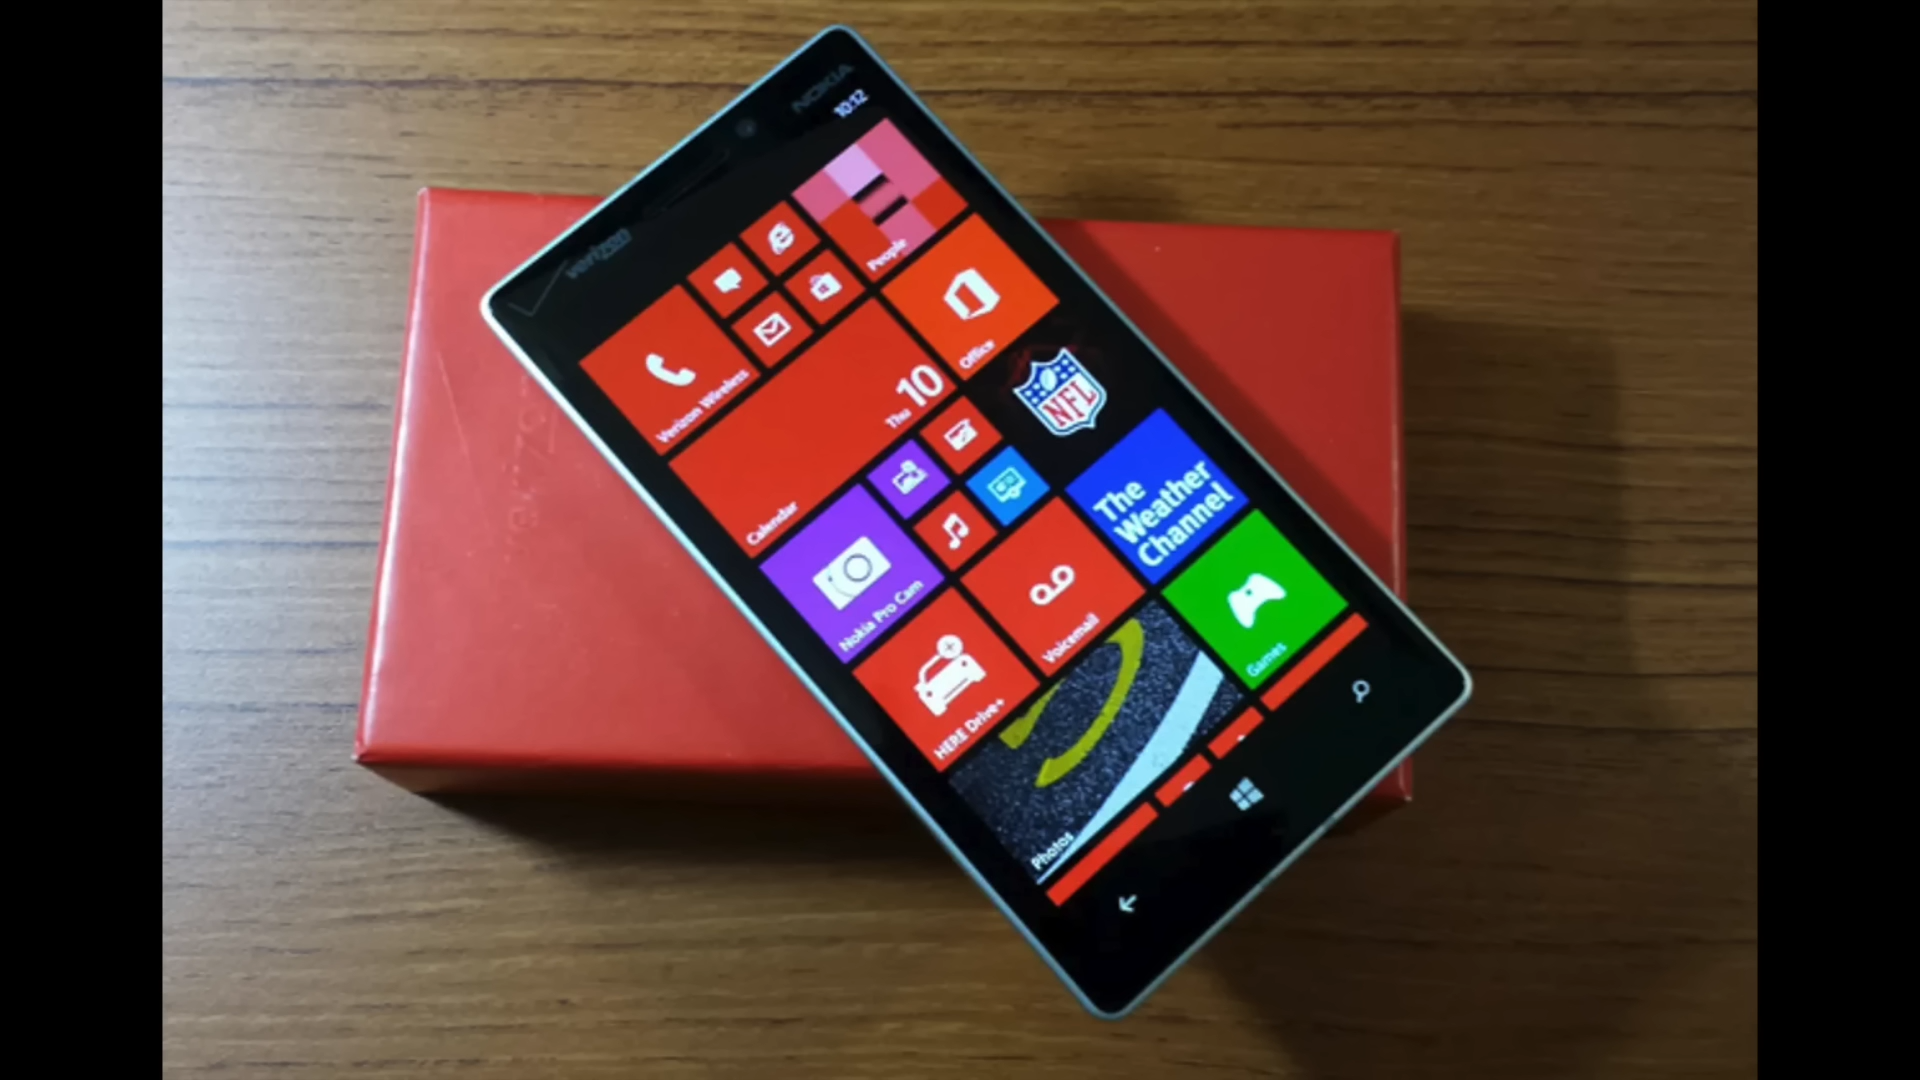 NOKIA
10:12
verizon
People
Verizon Wireless
Office
10
Thu
Calendar
NFL
The
Weather
Channel
Nokia Pro Cam
Voicemail
Games
HERE Drive+
Photos
verizon